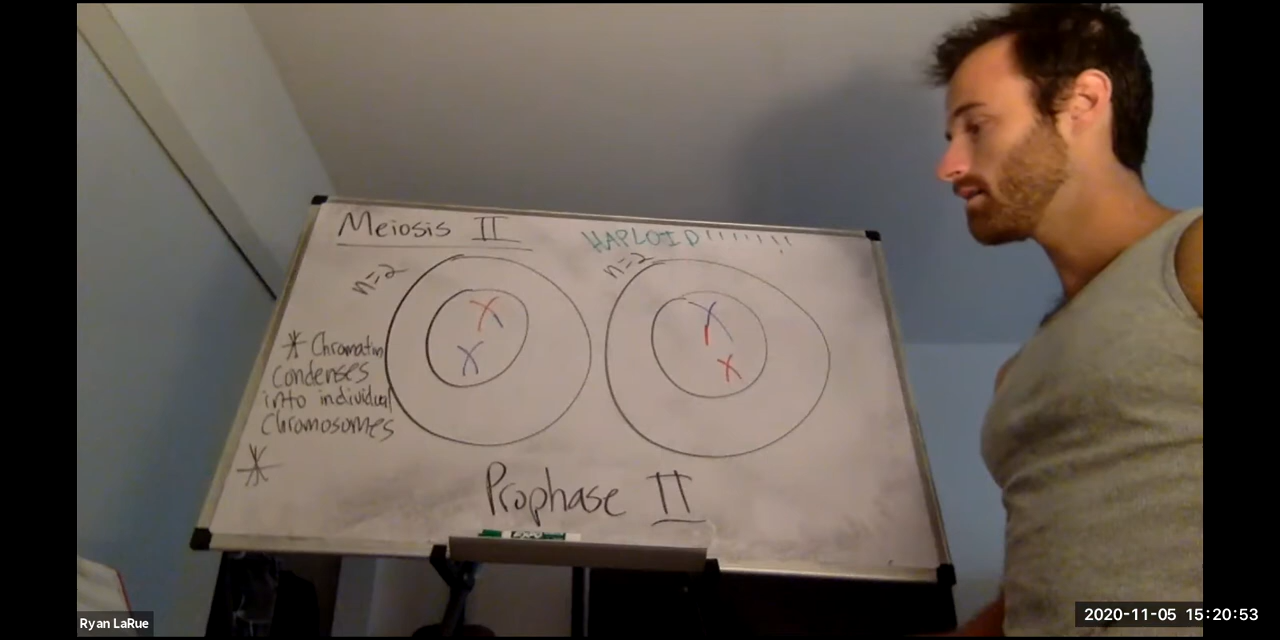 Meiosis II
HAPLOID !!!!!!!
n=2
n=2
* Chromatin
condenses
into individual
Chromosomes
*
Prophase II
EXPO
Ryan LaRue
2020-11-05 15:20:53